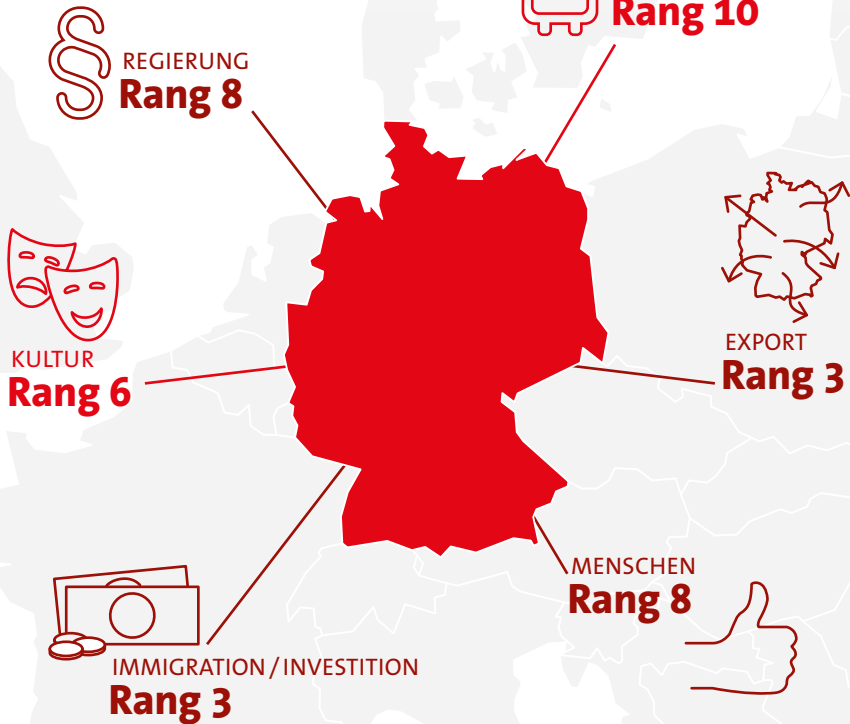 Rang 10
REGIERUNG
Rang 8
KULTUR
Rang 6
EXPORT
Rang 3
MENSCHEN
Rang 8
IMMIGRATION / INVESTITION
Rang 3